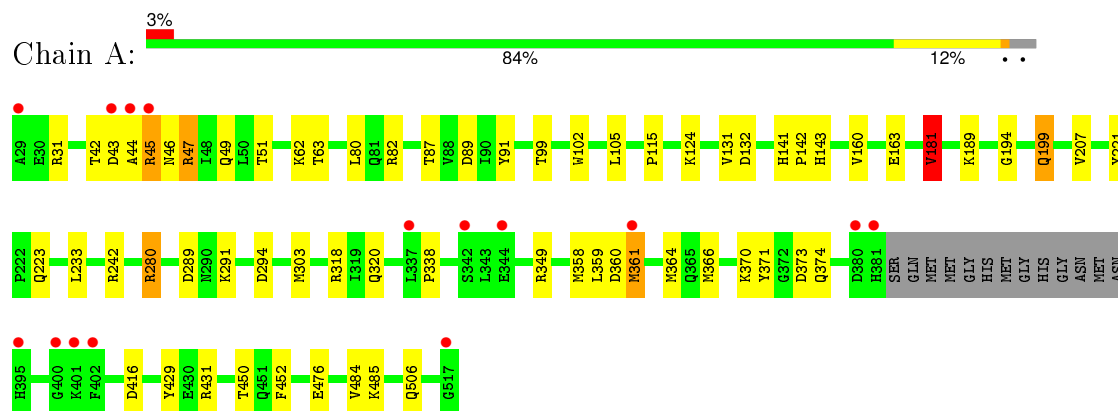 3%
Chain A:
84% 12% • •
A29 E30 R31 T42 D43 A44 R45 N46 R47 I48 Q49 L50 T51 K62 T63 L80 Q81 R82 T87 V88 D89 I90 Y91 T99 W102 L105 P115 K124 V131 D132 H141 P142 H143 V160 E163 V181 K189 G194 Q199 V207 Y221
P222 Q223 L233 R242 R280 D289 N290 K291 D294 M303 R318 I319 Q320 L337 P338 S342 L343 E344 R349 M358 L359 D360 M361 M364 Q365 M366 K370 Y371 G372 D373 Q374 D380 H381 SER GLN MET MET GLY HIS MET GLY HIS GLY ASN MET ASN
H395 G400 K401 F402 D416 Y429 E430 R431 T450 Q451 F452 E476 V484 K485 Q506 G517